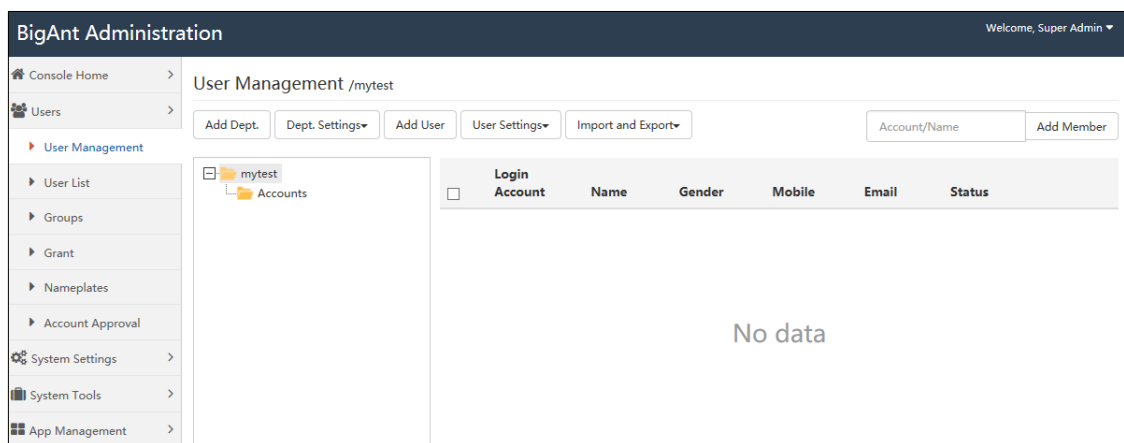 BigAnt Administration
Welcome, Super Admin
Console Home
Users
User Management
User List
Groups
Grant
Nameplates
Account Approval
System Settings
System Tools
App Management
User Management /mytest
Add Dept. Dept. Settings Add User User Settings Import and Export Account/Name Add Member
mytest
Accounts
Login Account Name Gender Mobile Email Status
No data